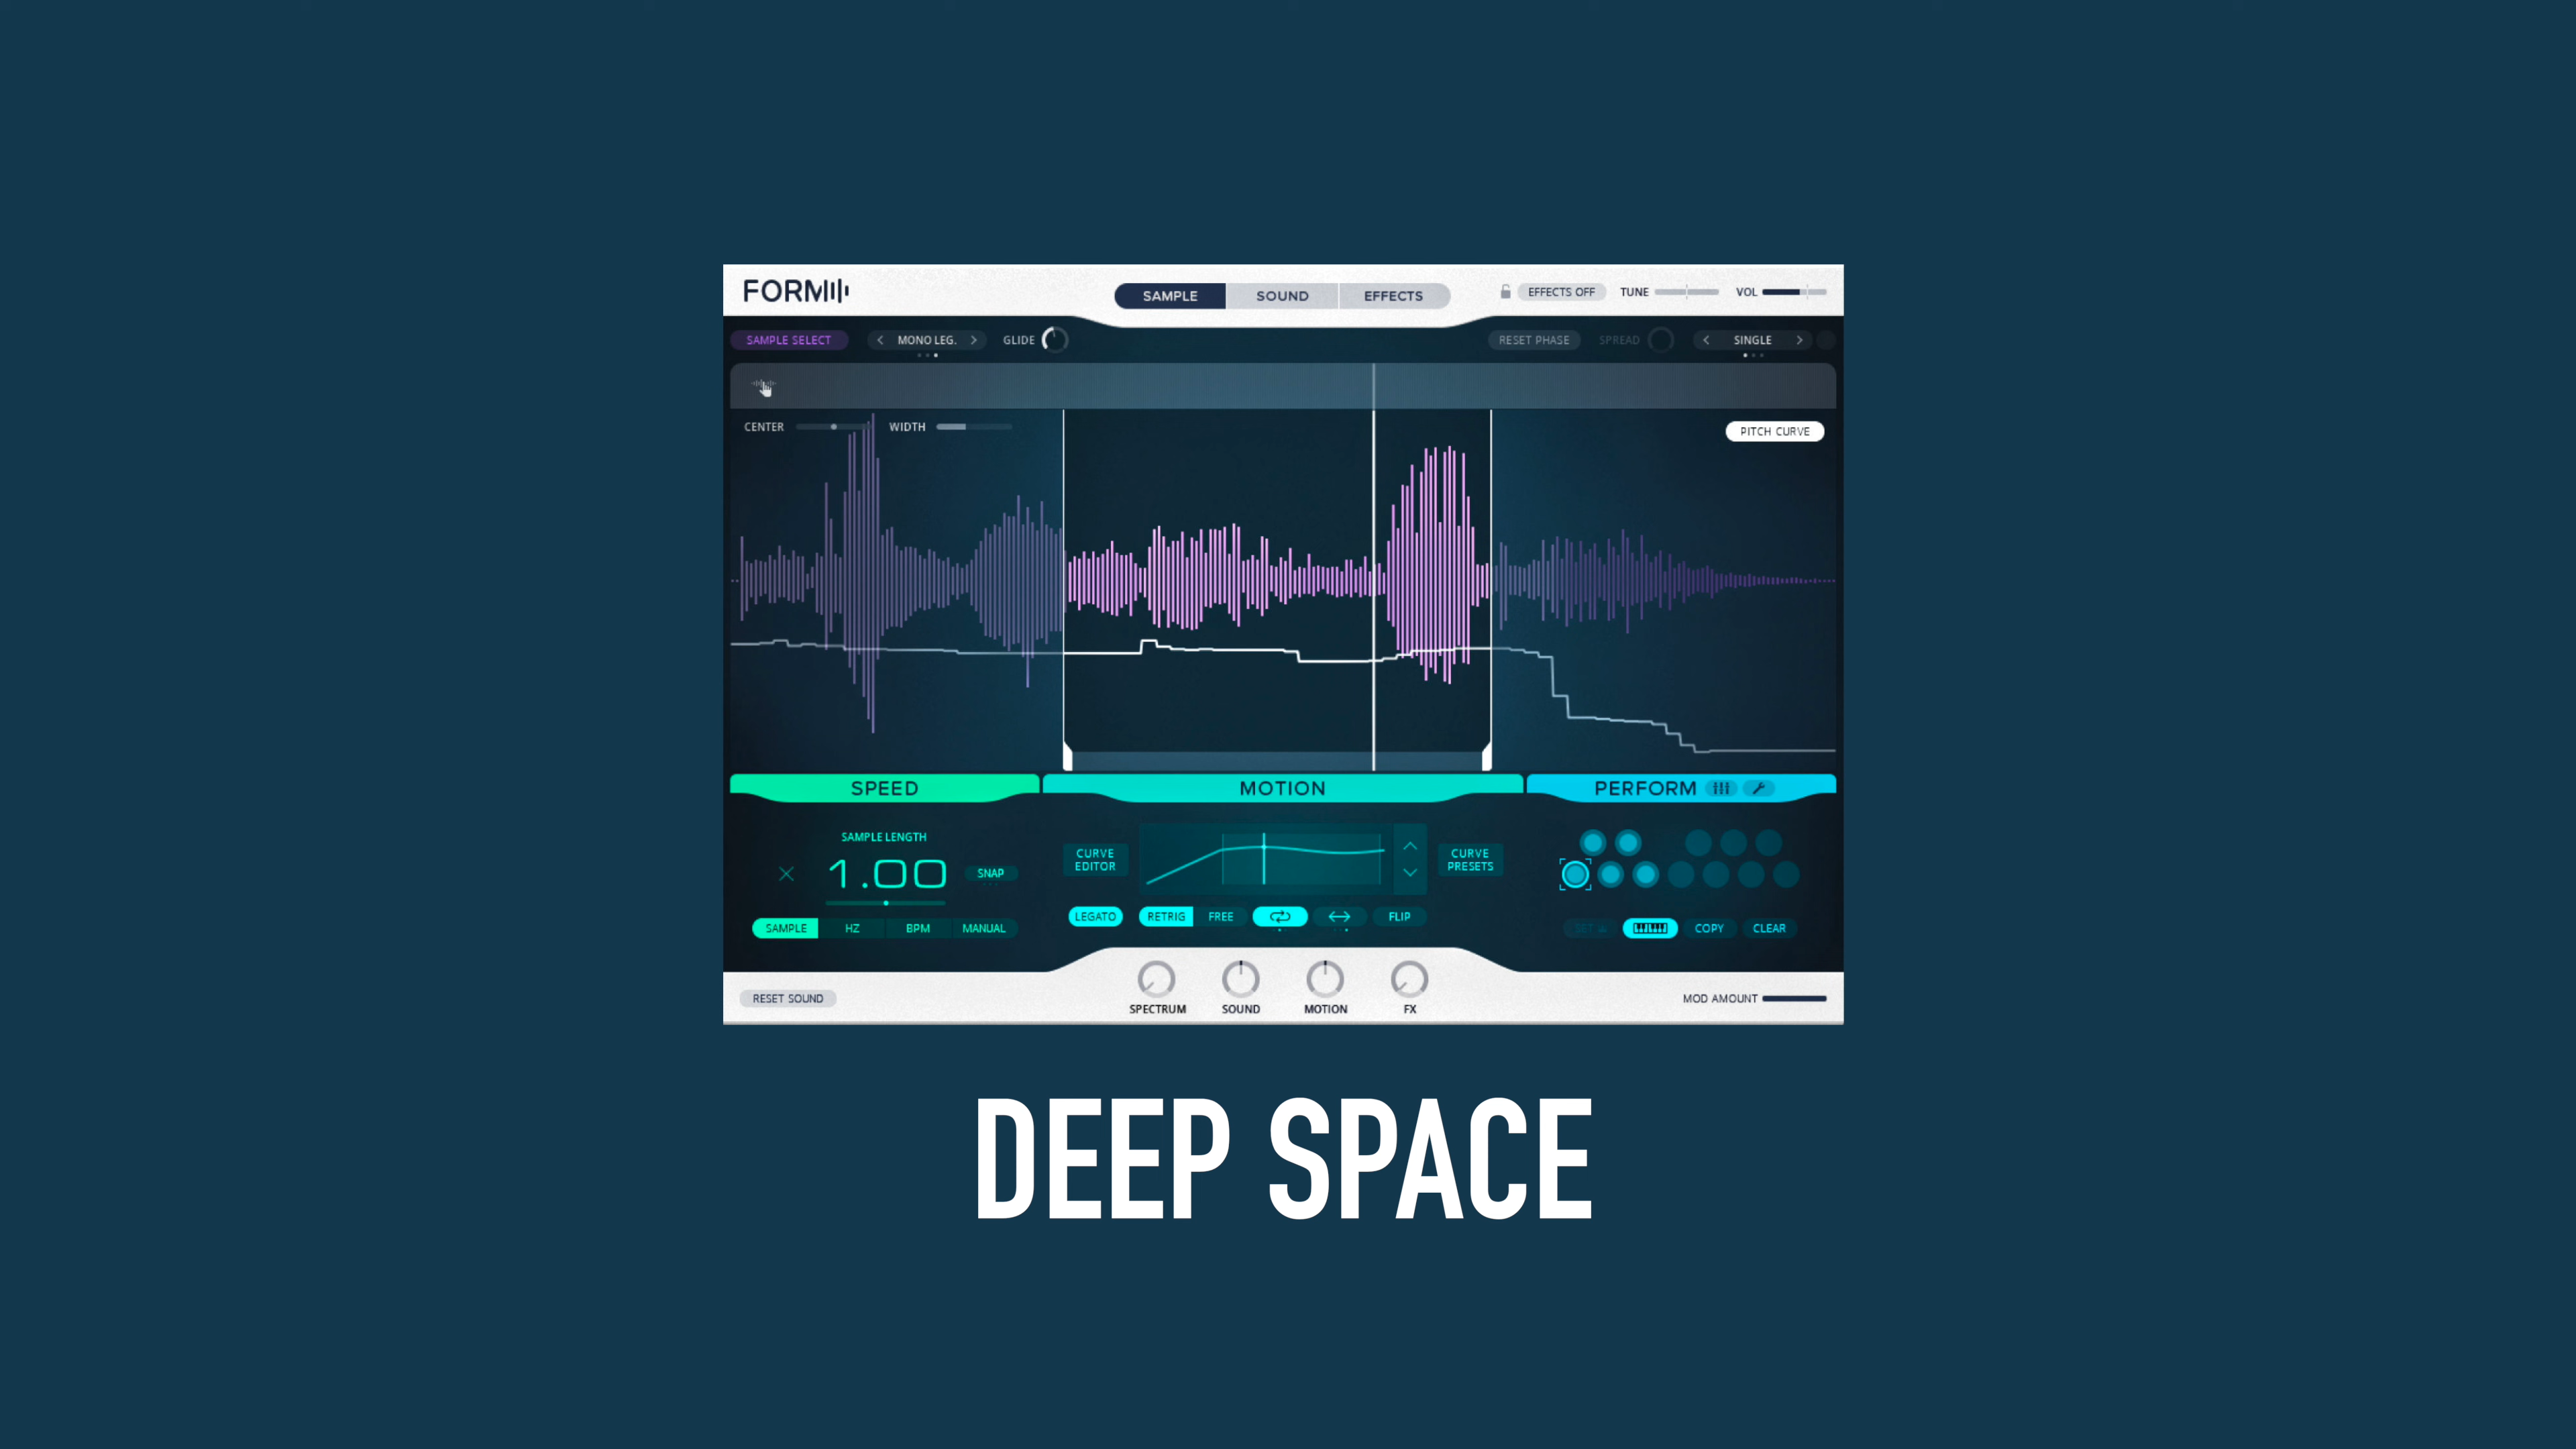 FORM
SAMPLE SOUND EFFECTS
EFFECTS OFF TUNE VOL
SAMPLE SELECT MONO LEG. GLIDE RESET PHASE SPREAD SINGLE
CENTER WIDTH
PITCH CURVE
SPEED MOTION PERFORM
SAMPLE LENGTH
1.00
SNAP
CURVE EDITOR
CURVE PRESETS
SAMPLE HZ BPM MANUAL
LEGATO RETRIG FREE FLIP
SET COPY CLEAR
RESET SOUND
SPECTRUM SOUND MOTION FX
MOD AMOUNT
DEEP SPACE